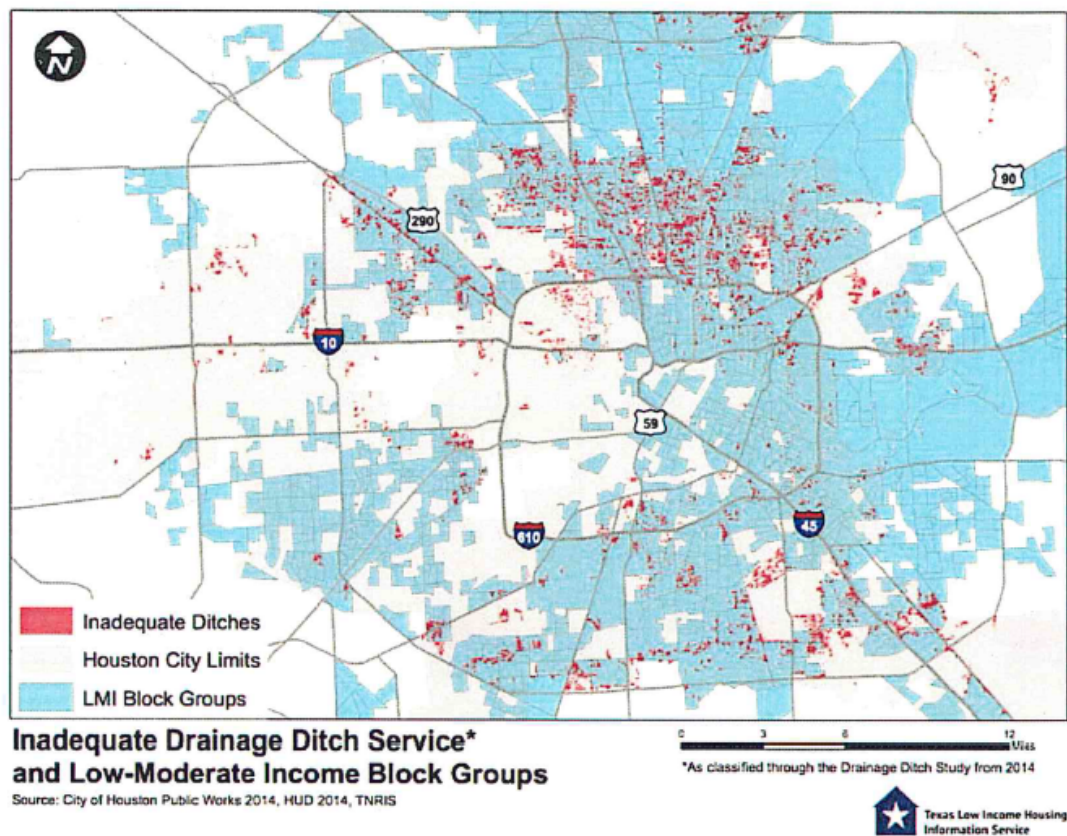 N
290
90
10
59
610
45
Inadequate Ditches
Houston City Limits
LMI Block Groups
Inadequate Drainage Ditch Service*
and Low-Moderate Income Block Groups
Source: City of Houston Public Works 2014, HUD 2014, TNRIS
0 3 6 12
Miles
*As classified through the Drainage Ditch Study from 2014
Texas Low Income Housing
Information Service